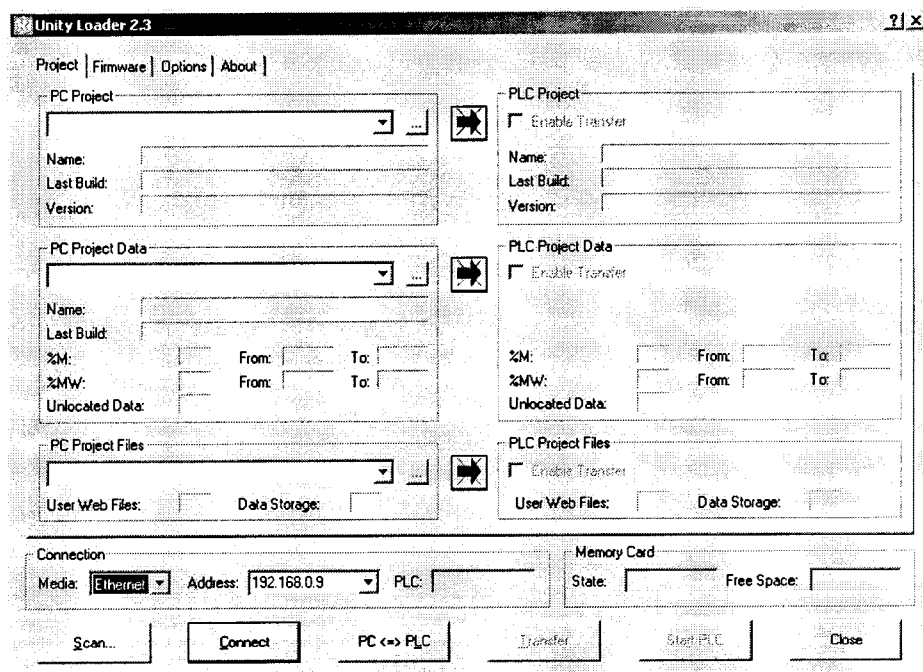 Unity Loader 2.3 ? ×
Project Firmware Options About
PC Project
...
Name:
Last Build:
Version:
PLC Project
Enable Transfer
Name:
Last Build:
Version:
PC Project Data
...
Name:
Last Build:
%M: From: To:
%MW: From: To:
Unlocated Data:
PLC Project Data
Enable Transfer
%M: From: To:
%MW: From: To:
Unlocated Data:
PC Project Files
...
User Web Files: Data Storage:
PLC Project Files
Enable Transfer
User Web Files: Data Storage:
Connection
Media: Ethernet Address: 192.168.0.9 PLC:
Memory Card
State: Free Space:
Scan... Connect PC <=> PLC Transfer Start PLC Close